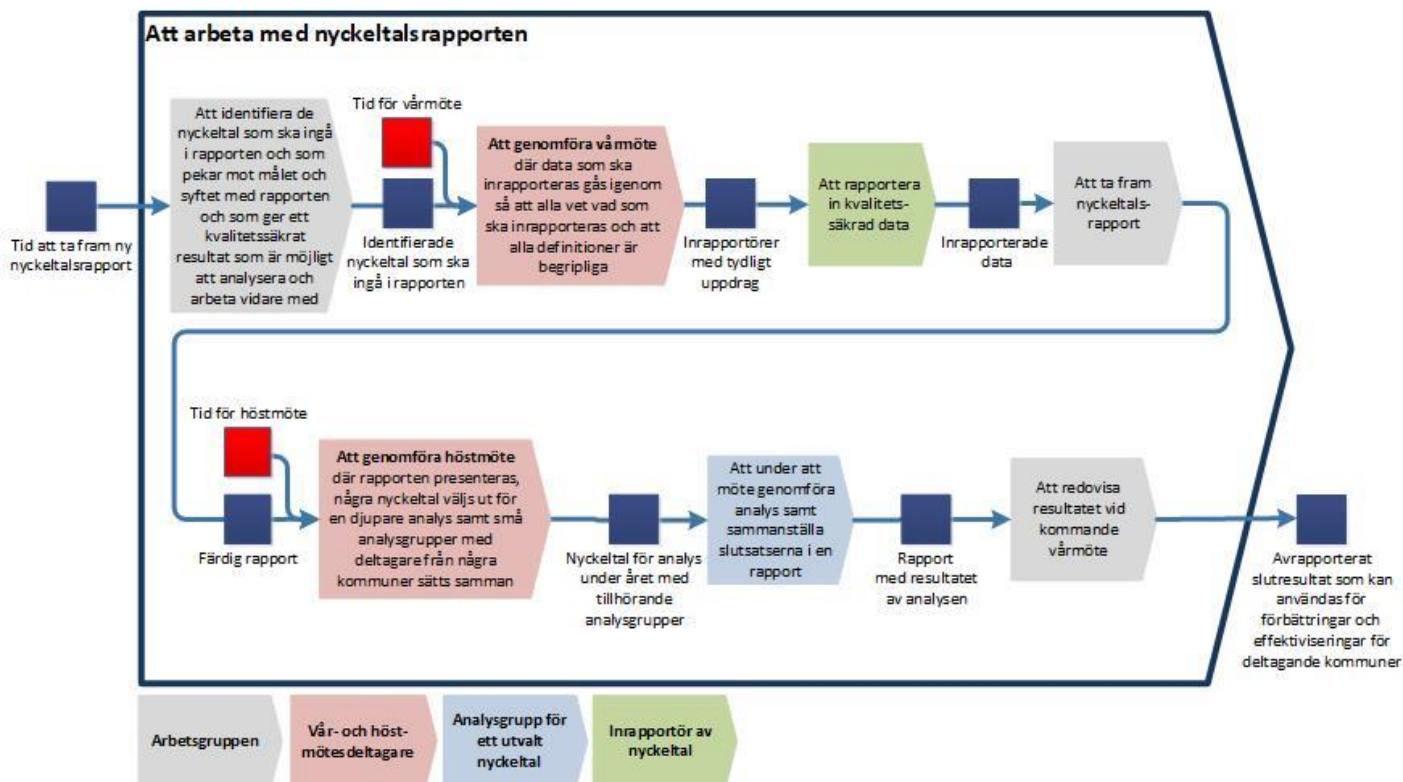 Att arbeta med nyckeltalsrapporten
Tid att ta fram ny
nyckeltalsrapport
Att identifiera de
nyckeltal som ska ingå
i rapporten och som
pekar mot målet och
syftet med rapporten
och som ger ett
kvalitetssäkrat
resultat som är möjligt
att analysera och
arbeta vidare med
Tid för vårmöte
Identifierade
nyckeltal som ska
ingå i rapporten
Att genomföra vårmöte
där data som ska
inrapporteras gås igenom
så att alla vet vad som
ska inrapporteras och att
alla definitioner är
begripliga
Inrapportörer
med tydligt
uppdrag
Att rapportera
in kvalitets-
säkrad data
Inrapporterade
data
Att ta fram
nyckeltals-
rapport
Tid för höstmöte
Färdig rapport
Att genomföra höstmöte
där rapporten presenteras,
några nyckeltal väljs ut för
en djupare analys samt små
analysgrupper med
deltagare från några
kommuner sätts samman
Nyckeltal för analys
under året med
tillhörande
analysgrupper
Att under att
möte genomföra
analys samt
sammanställa
slutsatserna i en
rapport
Rapport
med resultatet
av analysen
Att redovisa
resultatet vid
kommande
vårmöte
Avrapporterat
slutresultat som kan
användas för
förbättringar och
effektiviseringar för
deltagande kommuner
Arbetsgruppen
Vår- och höst-
mötesdeltagare
Analysgrupp för
ett utvalt
nyckeltal
Inrapportör av
nyckeltal